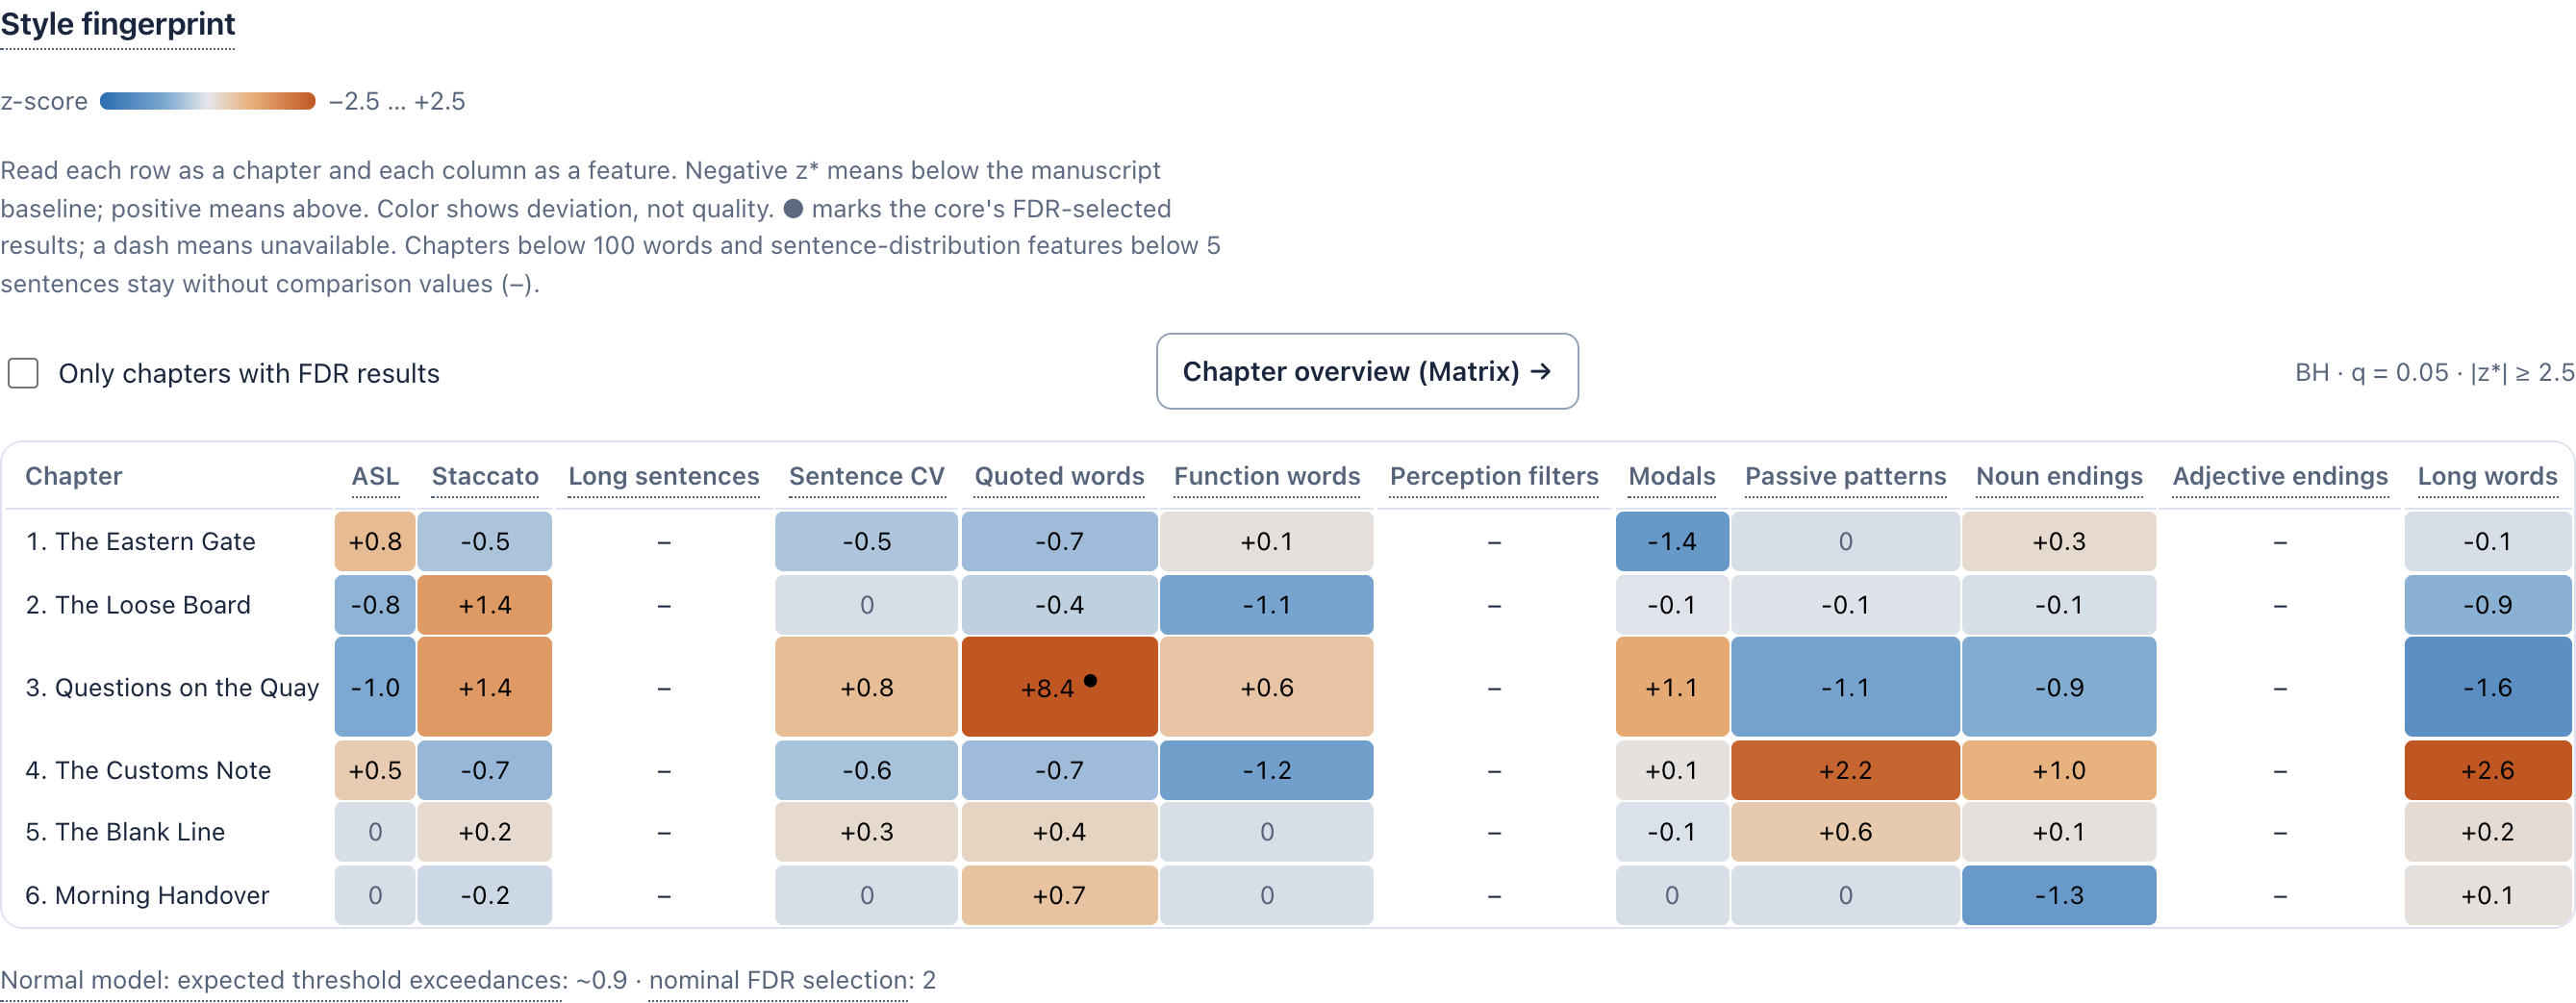 Style fingerprint
z-score −2.5 ... +2.5
Read each row as a chapter and each column as a feature. Negative z* means below the manuscript
baseline; positive means above. Color shows deviation, not quality. ● marks the core's FDR-selected
results; a dash means unavailable. Chapters below 100 words and sentence-distribution features below 5
sentences stay without comparison values (–).
Only chapters with FDR results
Chapter overview (Matrix) →
BH · q = 0.05 · |z*| ≥ 2.5
Chapter ASL Staccato Long sentences Sentence CV Quoted words Function words Perception filters Modals Passive patterns Noun endings Adjective endings Long words
1. The Eastern Gate +0.8 -0.5 – -0.5 -0.7 +0.1 – -1.4 0 +0.3 – -0.1
2. The Loose Board -0.8 +1.4 – 0 -0.4 -1.1 – -0.1 -0.1 -0.1 – -0.9
3. Questions on the Quay -1.0 +1.4 – +0.8 +8.4 ● +0.6 – +1.1 -1.1 -0.9 – -1.6
4. The Customs Note +0.5 -0.7 – -0.6 -0.7 -1.2 – +0.1 +2.2 +1.0 – +2.6
5. The Blank Line 0 +0.2 – +0.3 +0.4 0 – -0.1 +0.6 +0.1 – +0.2
6. Morning Handover 0 -0.2 – 0 +0.7 0 – 0 0 -1.3 – +0.1
Normal model: expected threshold exceedances: ~0.9 · nominal FDR selection: 2